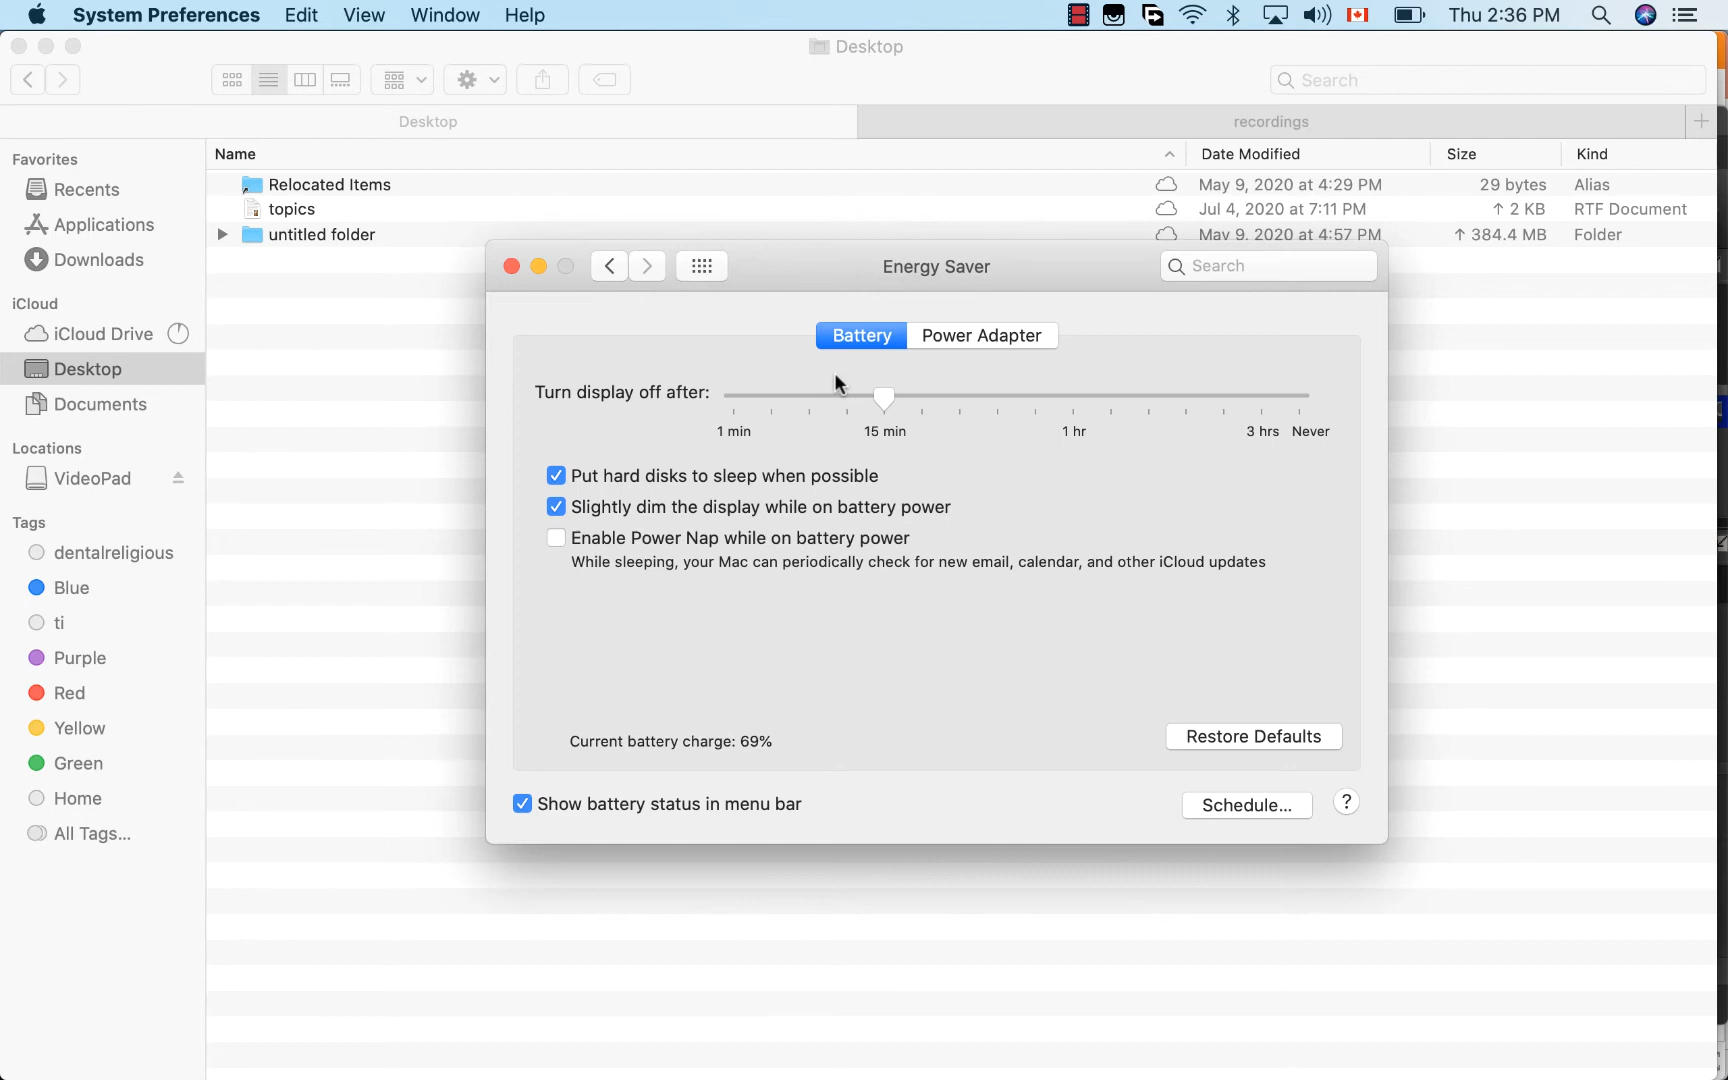 System Preferences Edit View Window Help Thu 2:36 PM
Desktop
Search
Desktop recordings
Favorites
Recents
Applications
Downloads
iCloud
iCloud Drive
Desktop
Documents
Locations
VideoPad
Tags
dentalreligious
Blue
ti
Purple
Red
Yellow
Green
Home
All Tags...
Name Date Modified Size Kind
Relocated Items May 9, 2020 at 4:29 PM 29 bytes Alias
topics Jul 4, 2020 at 7:11 PM 2 KB RTF Document
untitled folder May 9, 2020 at 4:57 PM 384.4 MB Folder
Energy Saver
Search
Battery Power Adapter
Turn display off after:
1 min 15 min 1 hr 3 hrs Never
Put hard disks to sleep when possible
Slightly dim the display while on battery power
Enable Power Nap while on battery power
While sleeping, your Mac can periodically check for new email, calendar, and other iCloud updates
Current battery charge: 69%
Restore Defaults
Show battery status in menu bar
Schedule...
?